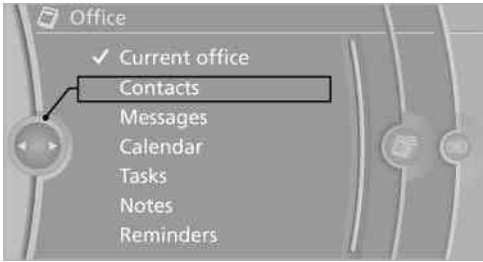 Office
Current office
Contacts
Messages
Calendar
Tasks
Notes
Reminders